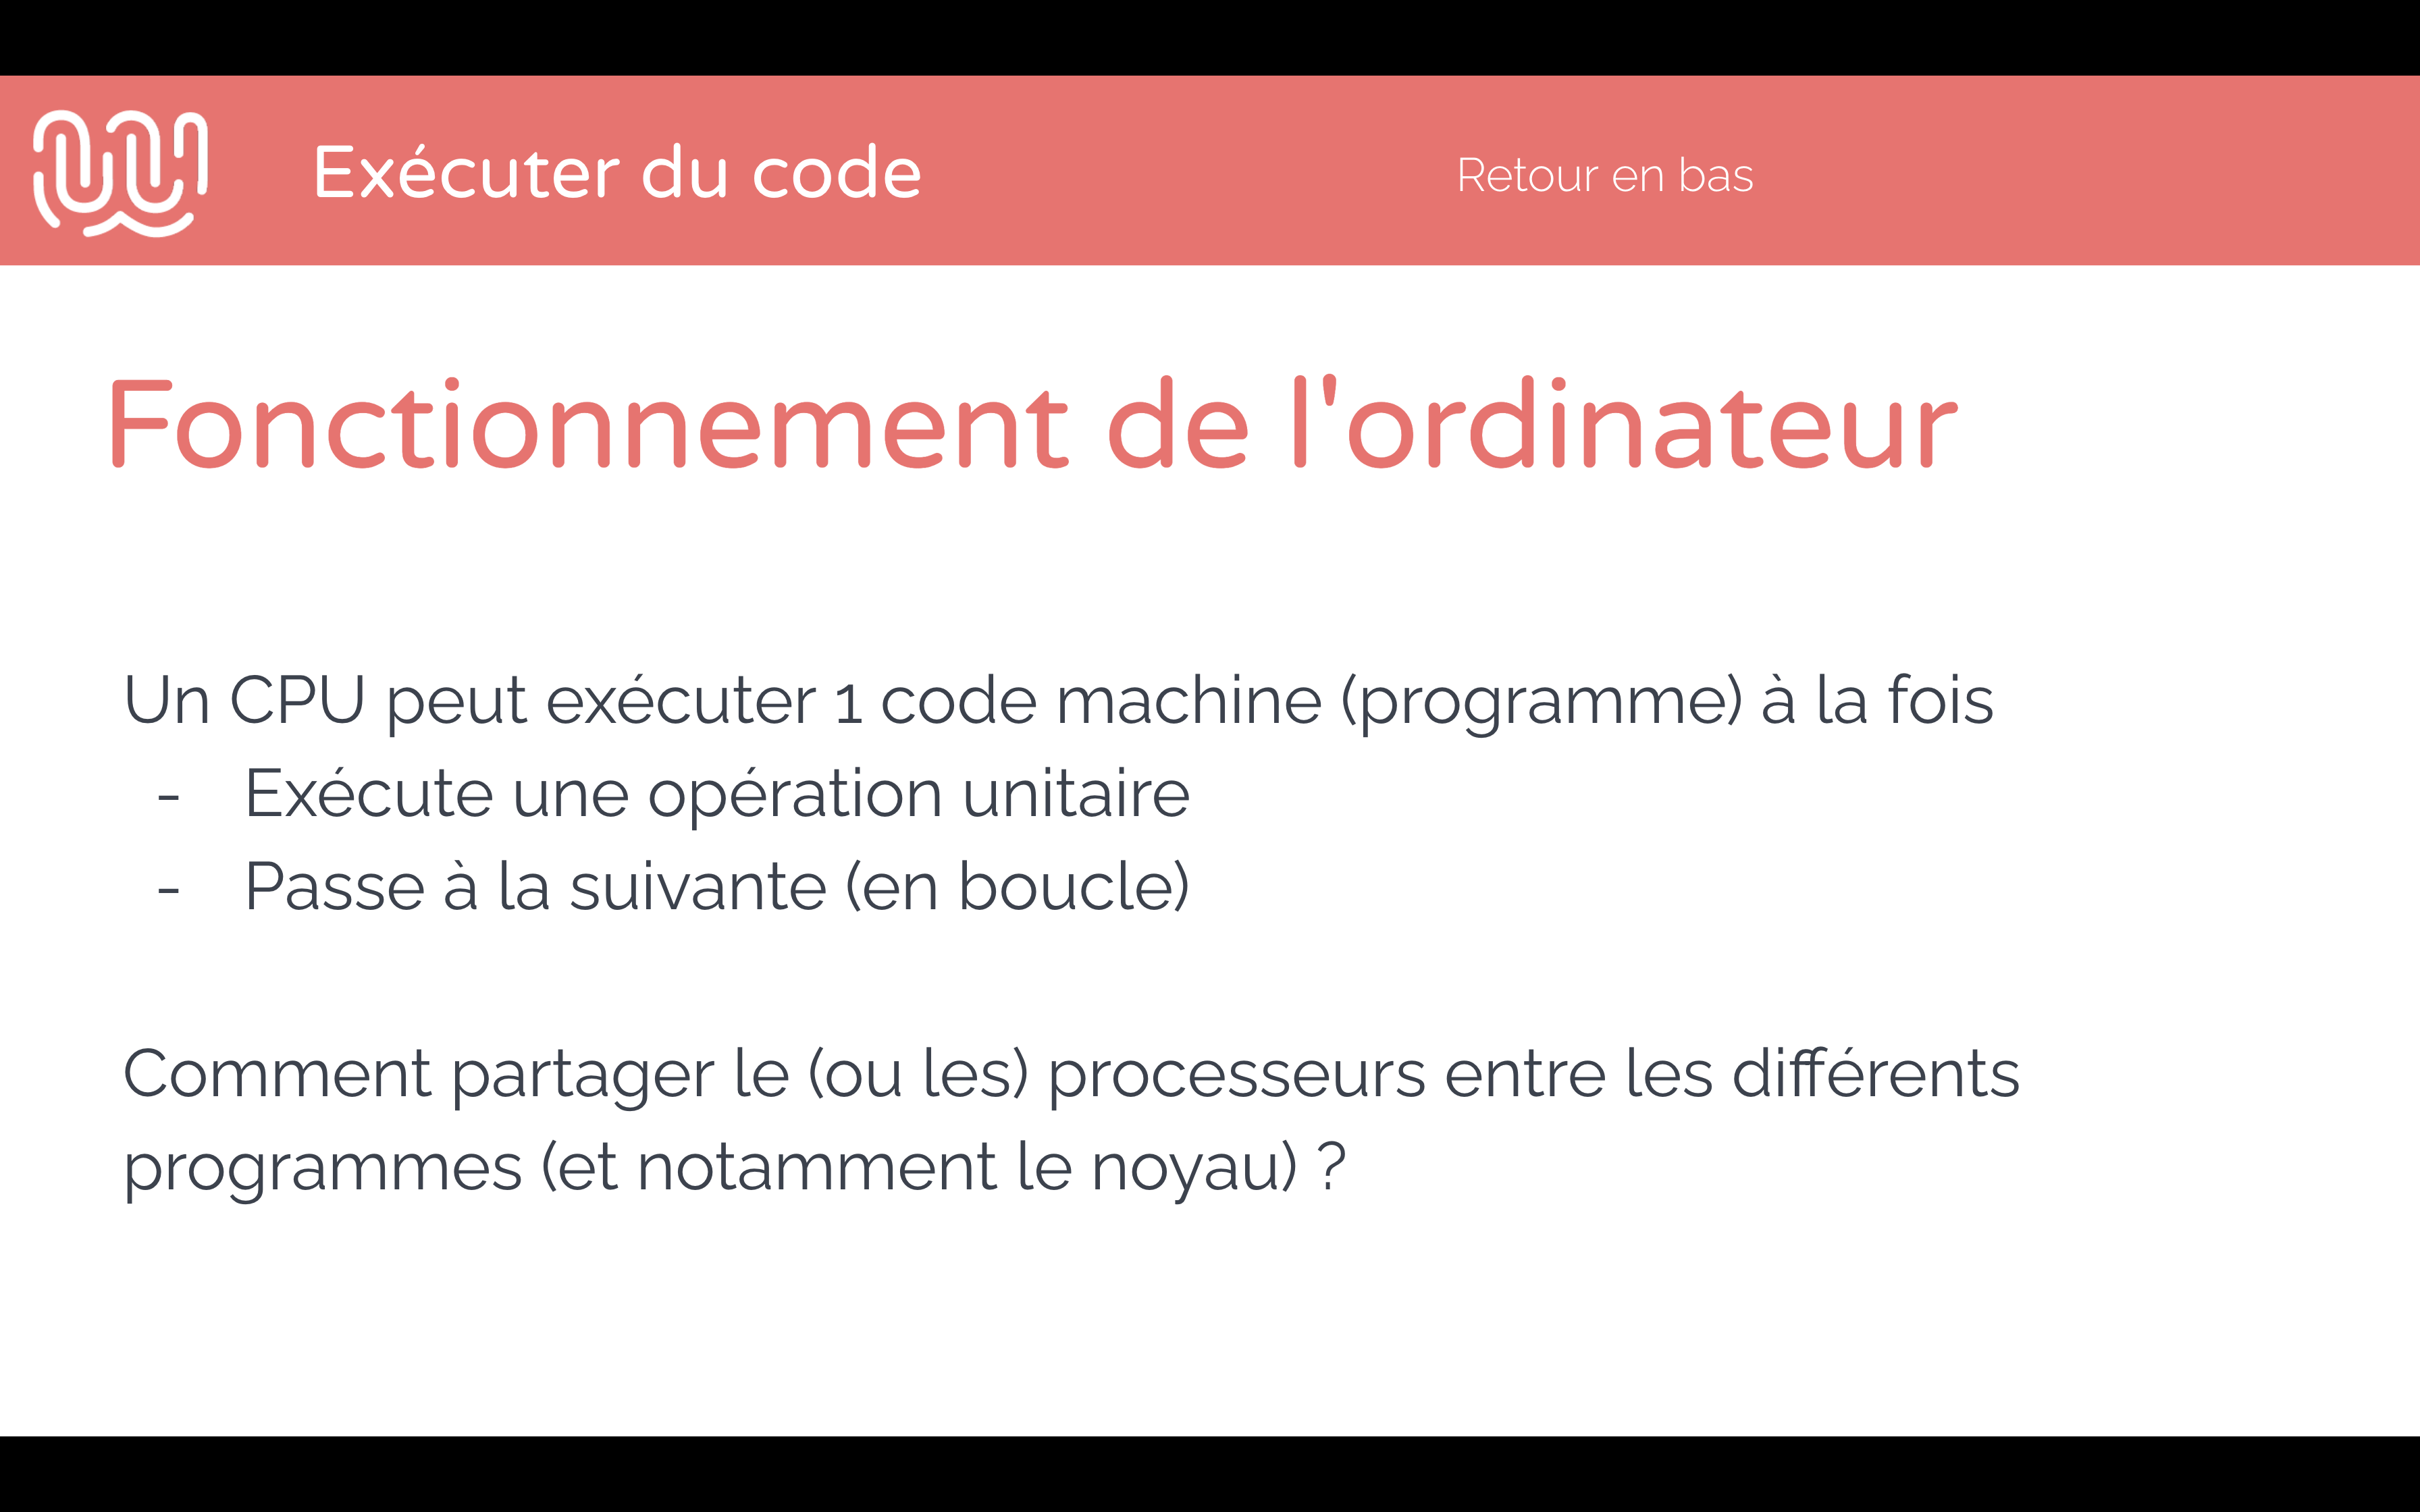 Exécuter du code
Retour en bas
Fonctionnement de l'ordinateur
Un CPU peut exécuter 1 code machine (programme) à la fois
- Exécute une opération unitaire
- Passe à la suivante (en boucle)
Comment partager le (ou les) processeurs entre les différents
programmes (et notamment le noyau) ?